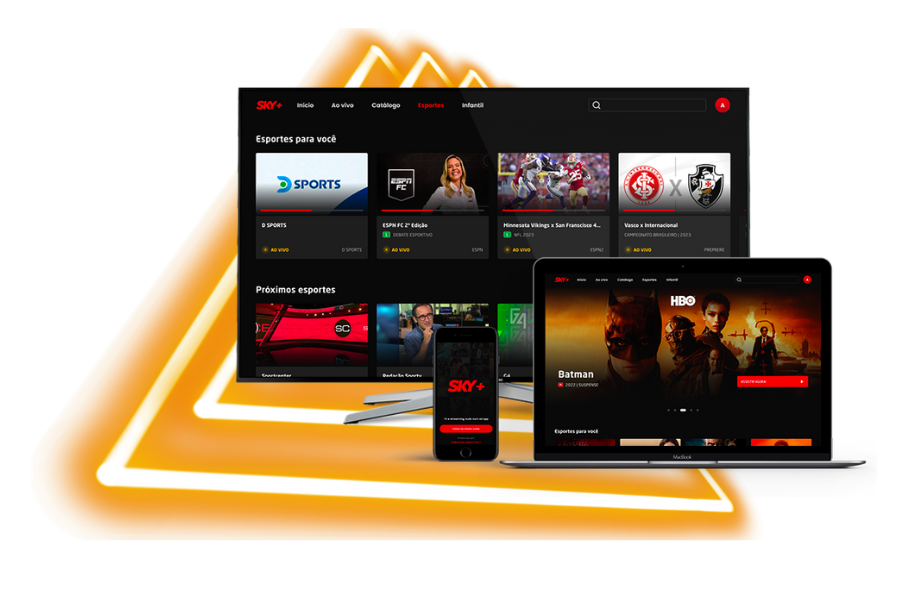 SKY+ Início Ao vivo Catálogo Esportes Infantil A
Esportes para você
D SPORTS
ESPN FC
25
X
D SPORTS
ESPN FC 2ª Edição
Minnesota Vikings x San Franscisco 4...
Vasco x Internacional
L DEBATE ESPORTIVO
L NFL 2023
CAMPEONATO BRASILEIRO | 2023
AO VIVO D SPORTS
AO VIVO ESPN
AO VIVO ESPN2
AO VIVO PREMIERE
Próximos esportes
SC
Sportscenter
Redação Sportv
G4
SKY+
SKY+ Início Ao vivo Catálogo Esportes Infantil A
HBO
Batman
2022 | SUSPENSE
ASSISTIR AGORA
Esportes para você
MacBook